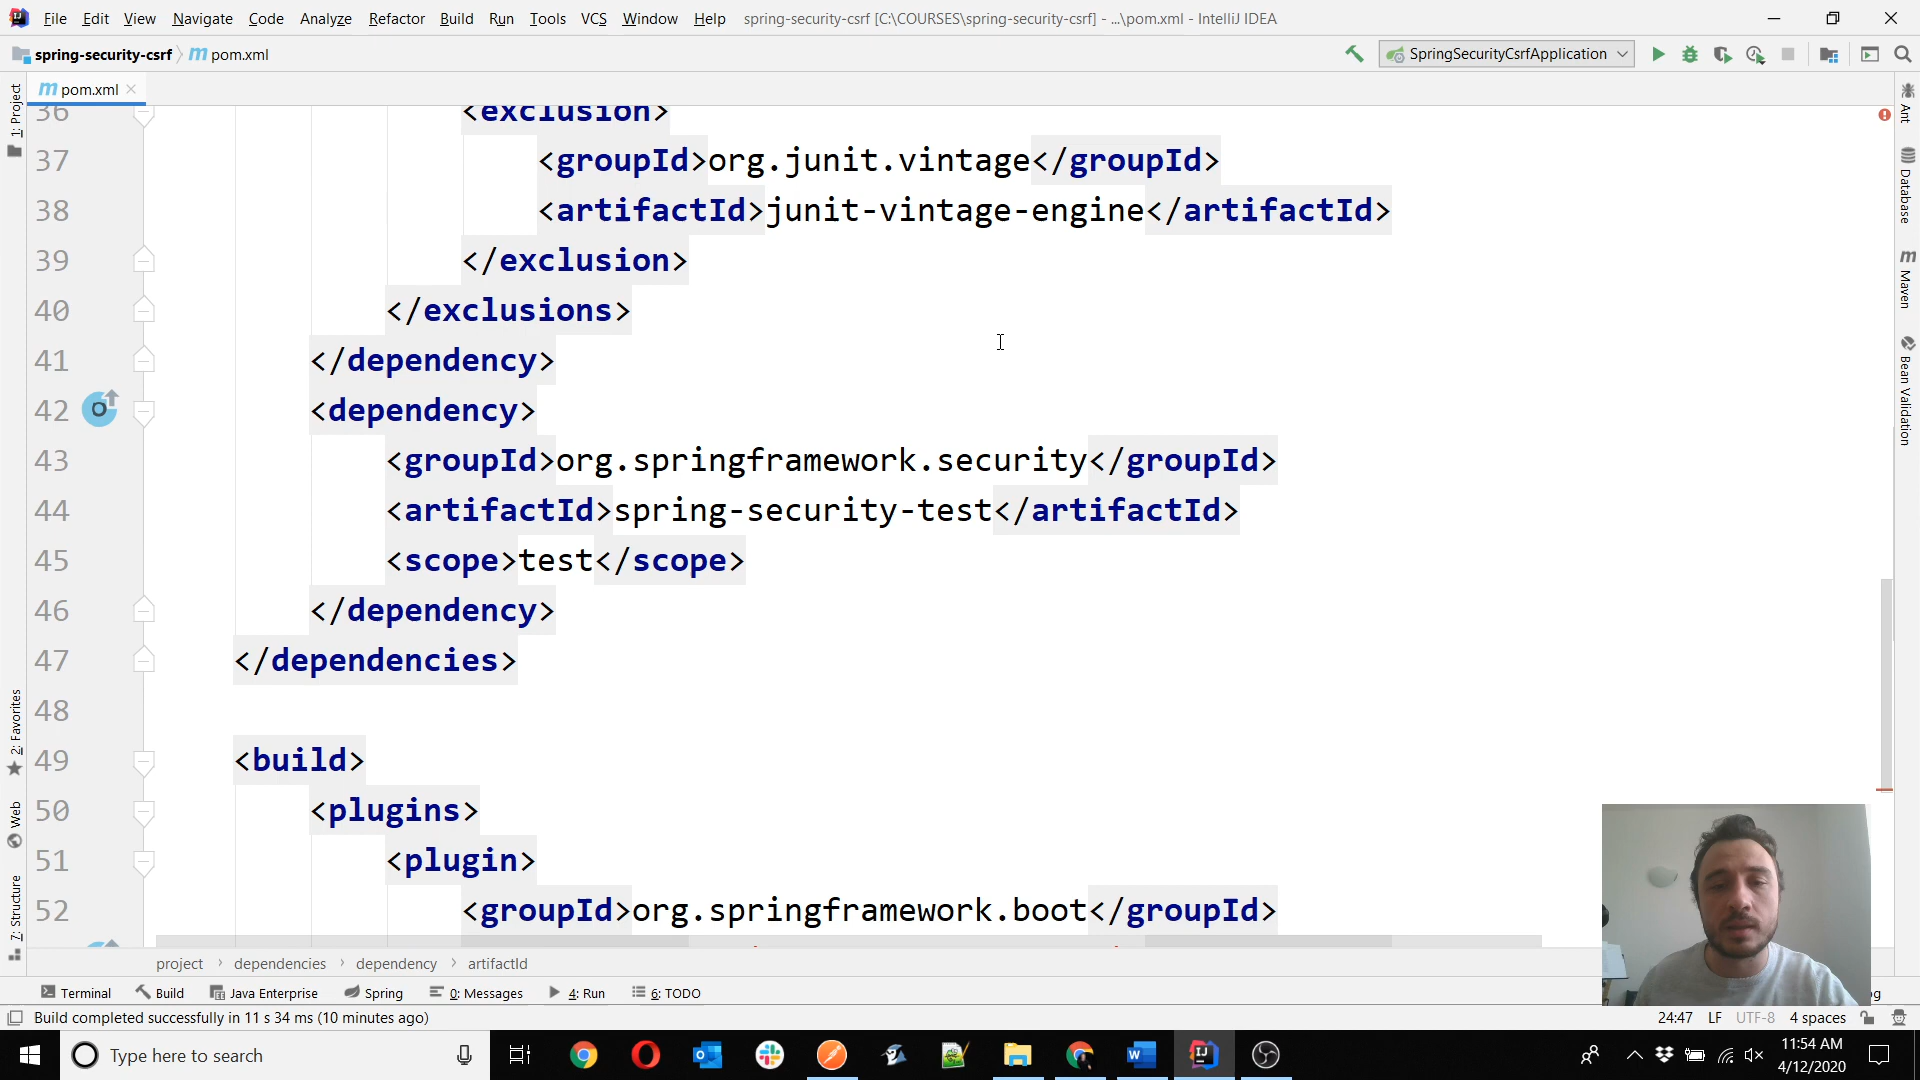 File Edit View Navigate Code Analyze Refactor Build Run Tools VCS Window Help spring-security-csrf [C:\COURSES\spring-security-csrf] - ...\pom.xml - IntelliJ IDEA
spring-security-csrf pom.xml SpringSecurityCsrfApplication
pom.xml
1: Project
2: Favorites
Web
7: Structure
36 <exclusion>
37 <groupId>org.junit.vintage</groupId>
38 <artifactId>junit-vintage-engine</artifactId>
39 </exclusion>
40 </exclusions>
41 </dependency>
42 <dependency>
43 <groupId>org.springframework.security</groupId>
44 <artifactId>spring-security-test</artifactId>
45 <scope>test</scope>
46 </dependency>
47 </dependencies>
48
49 <build>
50 <plugins>
51 <plugin>
52 <groupId>org.springframework.boot</groupId>
Ant
Database
Maven
Bean Validation
project dependencies dependency artifactId
Terminal Build Java Enterprise Spring 0: Messages 4: Run 6: TODO
Build completed successfully in 11 s 34 ms (10 minutes ago) 24:47 LF UTF-8 4 spaces
Type here to search
11:54 AM
4/12/2020